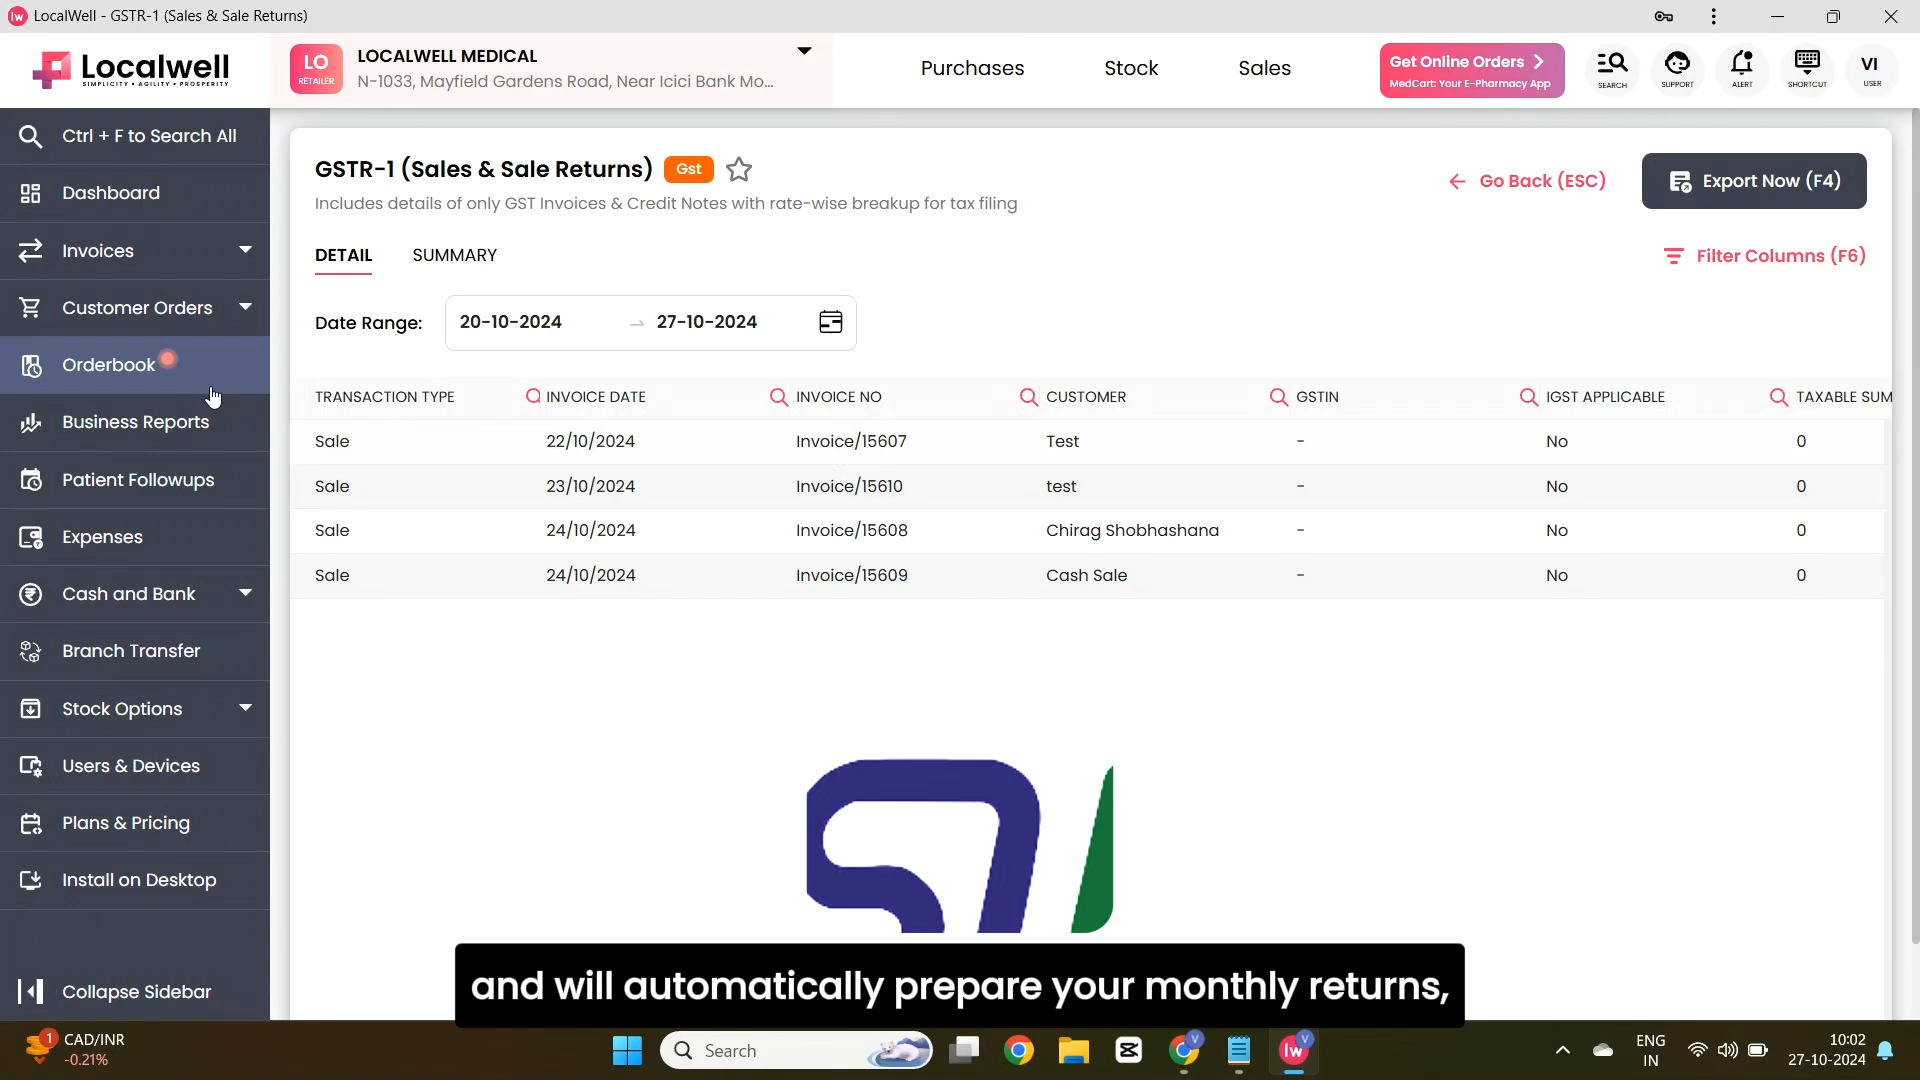 LocalWell - GSTR-1 (Sales & Sale Returns)
Localwell
SIMPLICITY • AGILITY • PROSPERITY
LO
RETAILER
LOCALWELL MEDICAL
N-1033, Mayfield Gardens Road, Near Icici Bank Mo...
Purchases
Stock
Sales
Get Online Orders
MedCart: Your E-Pharmacy App
SEARCH
SUPPORT
ALERT
SHORTCUT
VI
USER
Ctrl + F to Search All
Dashboard
Invoices
Customer Orders
Orderbook
Business Reports
Patient Followups
Expenses
Cash and Bank
Branch Transfer
Stock Options
Users & Devices
Plans & Pricing
Install on Desktop
Collapse Sidebar
GSTR-1 (Sales & Sale Returns) Gst
Includes details of only GST Invoices & Credit Notes with rate-wise breakup for tax filing
Go Back (ESC)
Export Now (F4)
DETAIL SUMMARY
Filter Columns (F6)
Date Range: 20-10-2024 → 27-10-2024
TRANSACTION TYPE INVOICE DATE INVOICE NO CUSTOMER GSTIN IGST APPLICABLE TAXABLE SUM
Sale 22/10/2024 Invoice/15607 Test - No 0
Sale 23/10/2024 Invoice/15610 test - No 0
Sale 24/10/2024 Invoice/15608 Chirag Shobhashana - No 0
Sale 24/10/2024 Invoice/15609 Cash Sale - No 0
and will automatically prepare your monthly returns,
1
CAD/INR
-0.21%
Search
V
lw
V
ENG
IN
10:02
27-10-2024